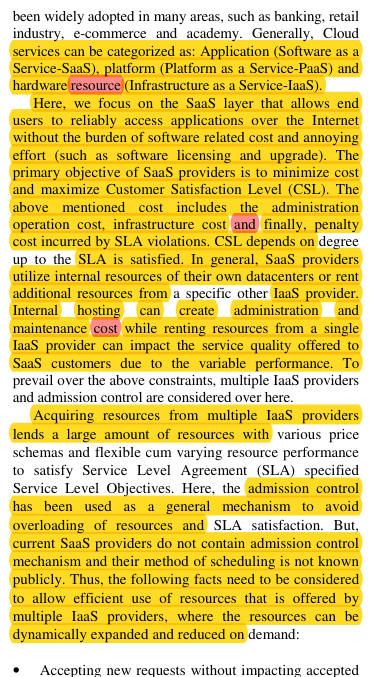 been widely adopted in many areas, such as banking, retail
industry, e-commerce and academy. Generally, Cloud
services can be categorized as: Application (Software as a
Service-SaaS), platform (Platform as a Service-PaaS) and
hardware resource (Infrastructure as a Service-IaS).
Here, we focus on the SaaS layer that allows end
users to reliably access applications over the Internet
without the burden of software related cost and annoying
effort (such as software licensing and upgrade). The
primary objective of SaaS providers is to minimize cost
and maximize Customer Satisfaction Level (CSL). The
above mentioned cost includes the administration
operation cost, infrastructure cost and finally, penalty
cost incurred by SLA violations. CSL depends on degree
up to the SLA is satisfied. In general, SaaS providers
utilize internal resources of their own datacenters or rent
additional resources from a specific other IaaS provider.
Internal hosting can create administration and
maintenance cost while renting resources from a single
IaaS provider can impact the service quality offered to
SaaS customers due to the variable performance. To
prevail over the above constraints, multiple IaaS providers
and admission control are considered over here.
Acquiring resources from multiple IaaS providers
lends a large amount of resources with various price
schemas and flexible cum varying resource performance
to satisfy Service Level Agreement (SLA) specified
Service Level Objectives. Here, the admission control
has been used as a general mechanism to avoid
overloading of resources and SLA satisfaction. But,
current SaaS providers do not contain admission control
mechanism and their method of scheduling is not known
publicly. Thus, the following facts need to be considered
to allow efficient use of resources that is offered by
multiple IaaS providers, where the resources can be
dynamically expanded and reduced on demand:
• Accepting new requests without impacting accepted